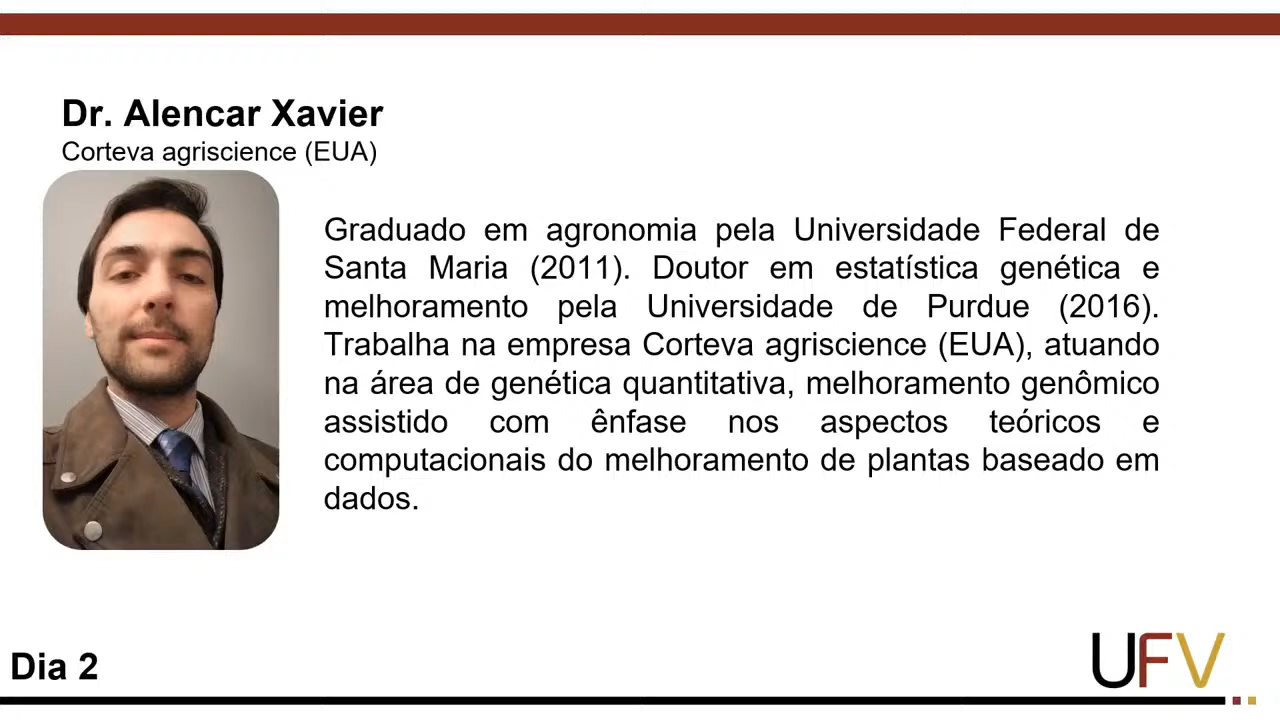 Dr. Alencar Xavier
Corteva agriscience (EUA)
Graduado em agronomia pela Universidade Federal de
Santa Maria (2011). Doutor em estatística genética e
melhoramento pela Universidade de Purdue (2016).
Trabalha na empresa Corteva agriscience (EUA), atuando
na área de genética quantitativa, melhoramento genômico
assistido com ênfase nos aspectos teóricos e
computacionais do melhoramento de plantas baseado em
dados.
Dia 2
UFV